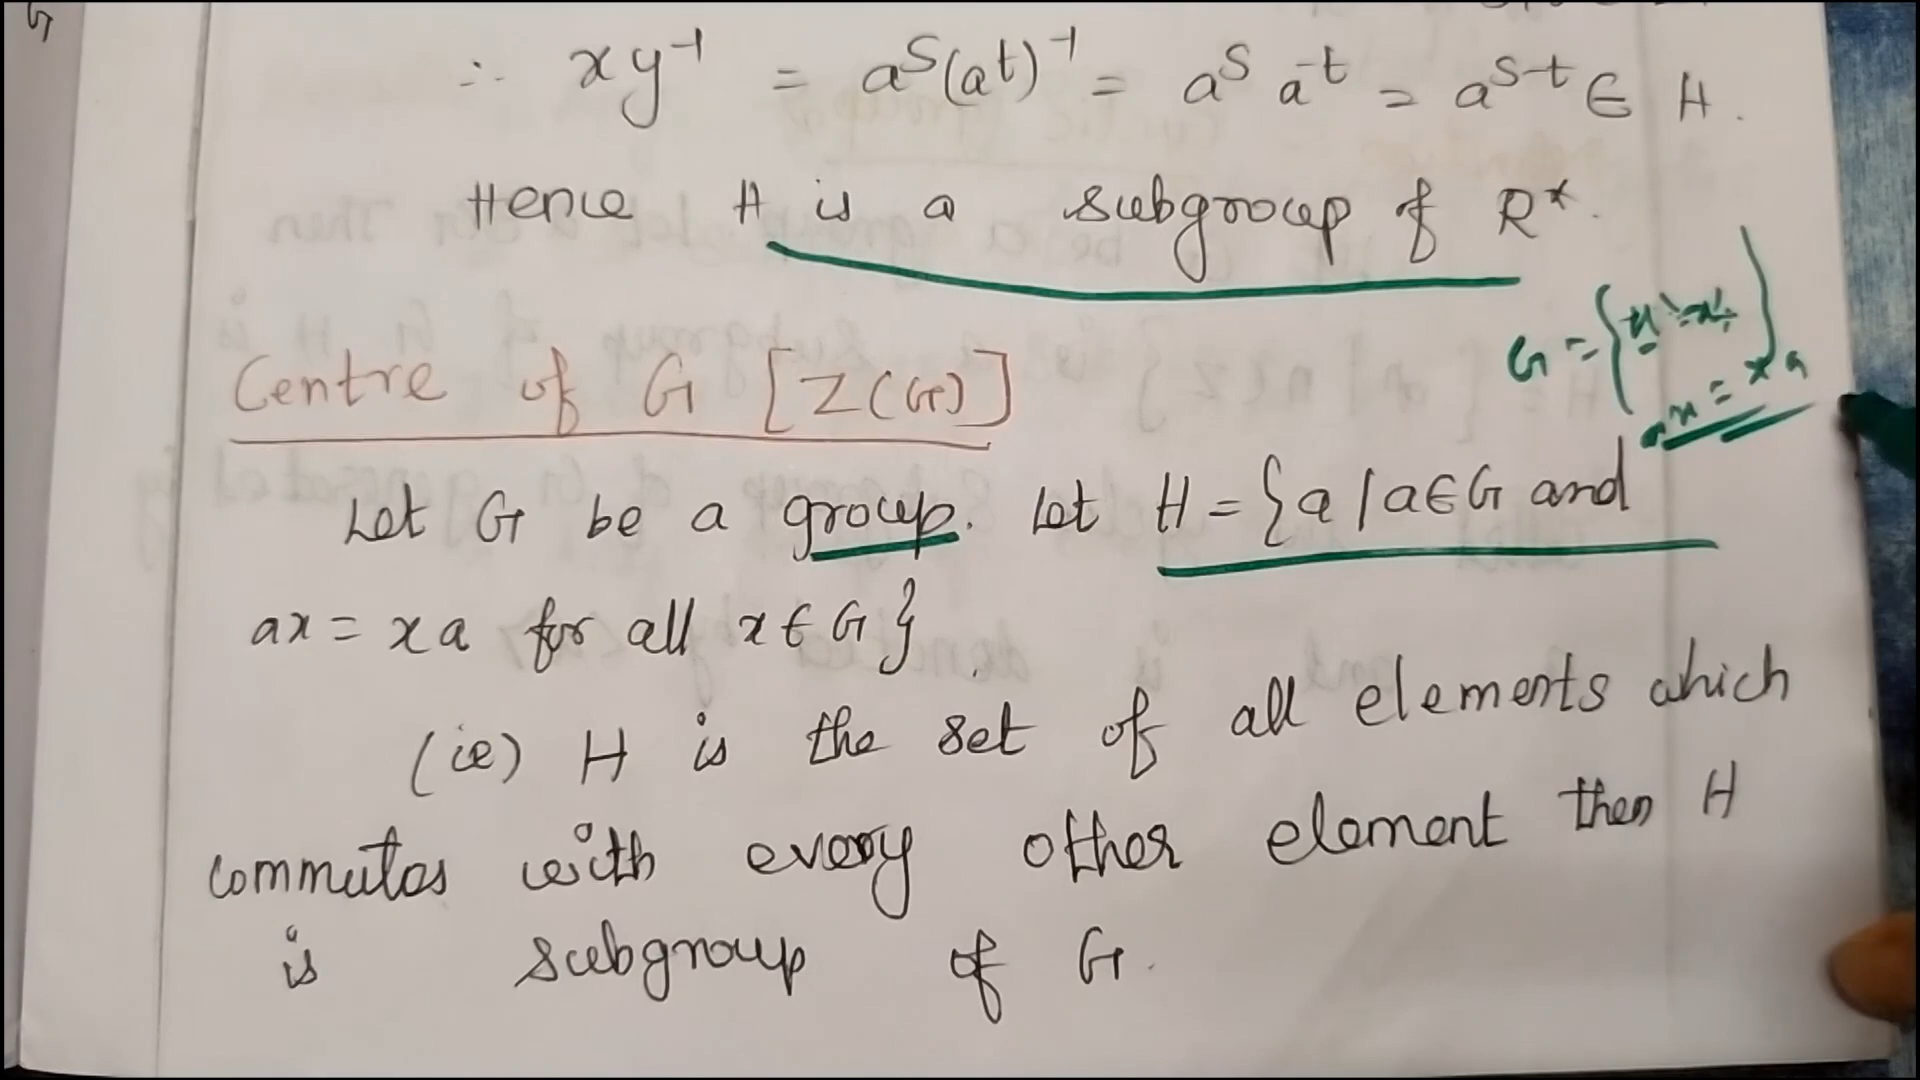 ∴ xy⁻¹ = aˢ(aᵗ)⁻¹ = aˢ a⁻ᵗ = aˢ⁻ᵗ ∈ H.
Hence H is a subgroup of R*.
G = {
ax = xa
Centre of G [Z(G)]
Let G be a group. Let H = {a / a∈G and
ax = xa for all x∈G}.
(ie) H is the set of all elements which
commutes with every other element then H
is subgroup of G.